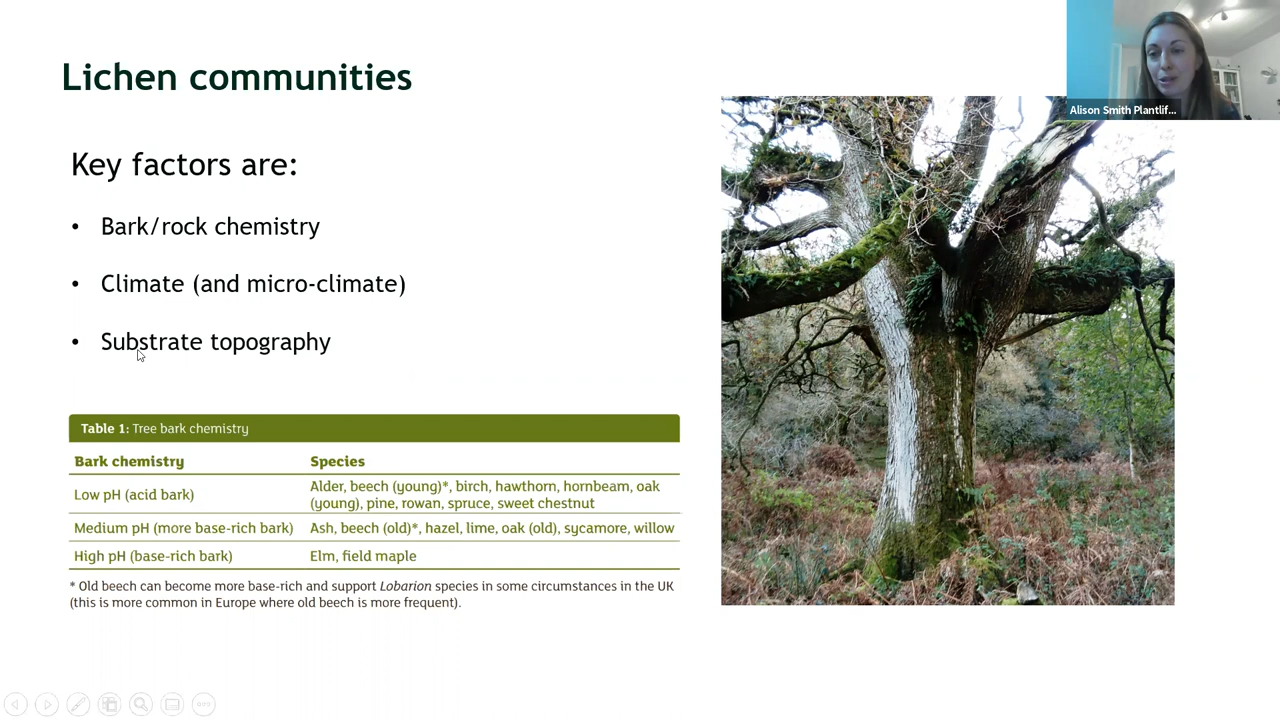 Lichen communities
Alison Smith Plantlif...
Key factors are:
• Bark/rock chemistry
• Climate (and micro-climate)
• Substrate topography
Table 1: Tree bark chemistry
Bark chemistry Species
Low pH (acid bark) Alder, beech (young)*, birch, hawthorn, hornbeam, oak
(young), pine, rowan, spruce, sweet chestnut
Medium pH (more base-rich bark) Ash, beech (old)*, hazel, lime, oak (old), sycamore, willow
High pH (base-rich bark) Elm, field maple
* Old beech can become more base-rich and support Lobarion species in some circumstances in the UK
(this is more common in Europe where old beech is more frequent).